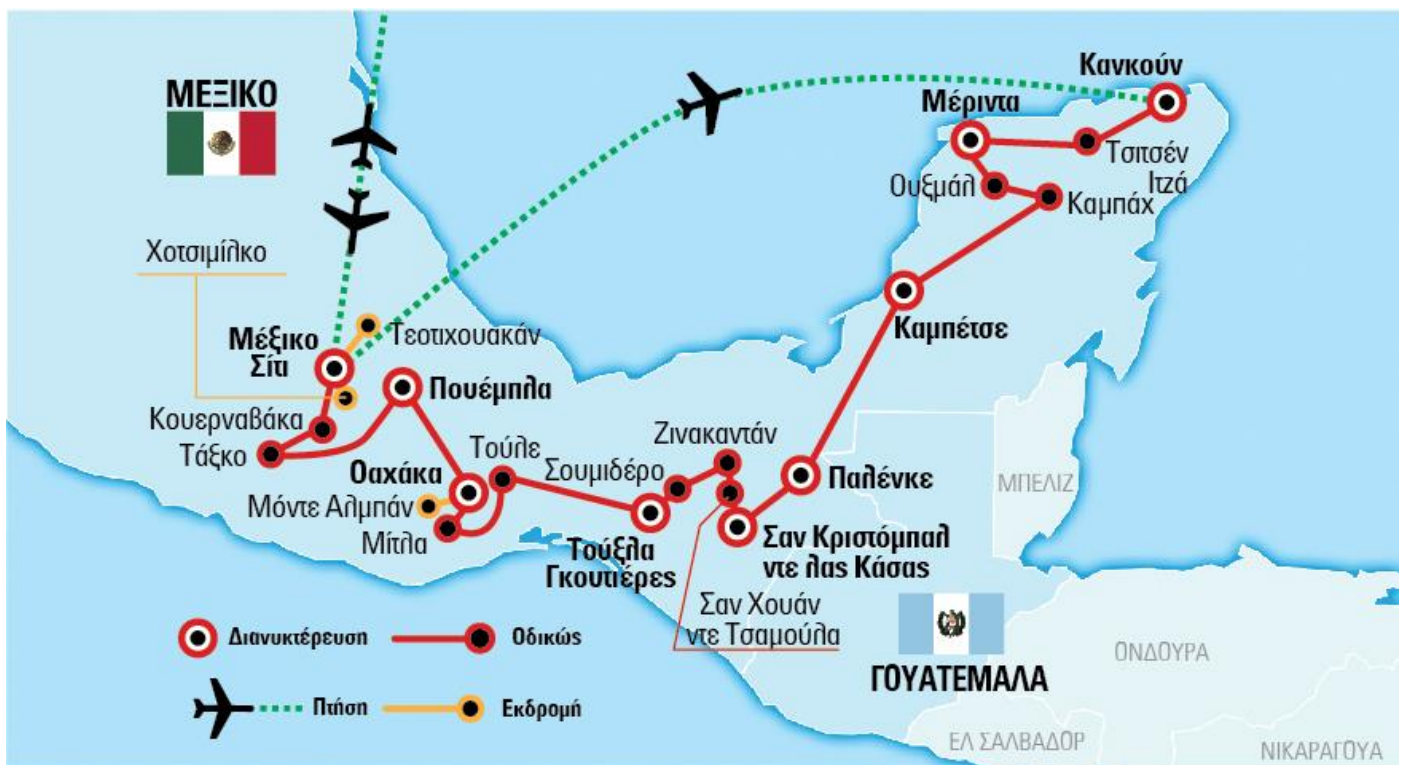 ΜΕΞΙΚΟ
Κανκούν
Μέριντα
Τσιτσέν
Ιτζά
Ουξμάλ
Καμπάχ
Χοτσιμίλκο
Μέξικο
Σίτι
Τεοτιχουακάν
Καμπέτσε
Πουέμπλα
Κουερναβάκα
Τάξκο
Τούλε
Ζινακαντάν
Σουμιδέρο
Οαχάκα
Παλένκε
ΜΠΕΛΙΖ
Μόντε Αλμπάν
Μίτλα
Τούξλα
Γκουτιέρες
Σαν Κριστόμπαλ
ντε λας Κάσας
Σαν Χουάν
ντε Τσαμούλα
Διανυκτέρευση
Οδικώς
ΟΝΔΟΥΡΑ
ΓΟΥΑΤΕΜΑΛΑ
Πτήση
Εκδρομή
ΕΛ ΣΑΛΒΑΔΟΡ
ΝΙΚΑΡΑΓΟΥΑ